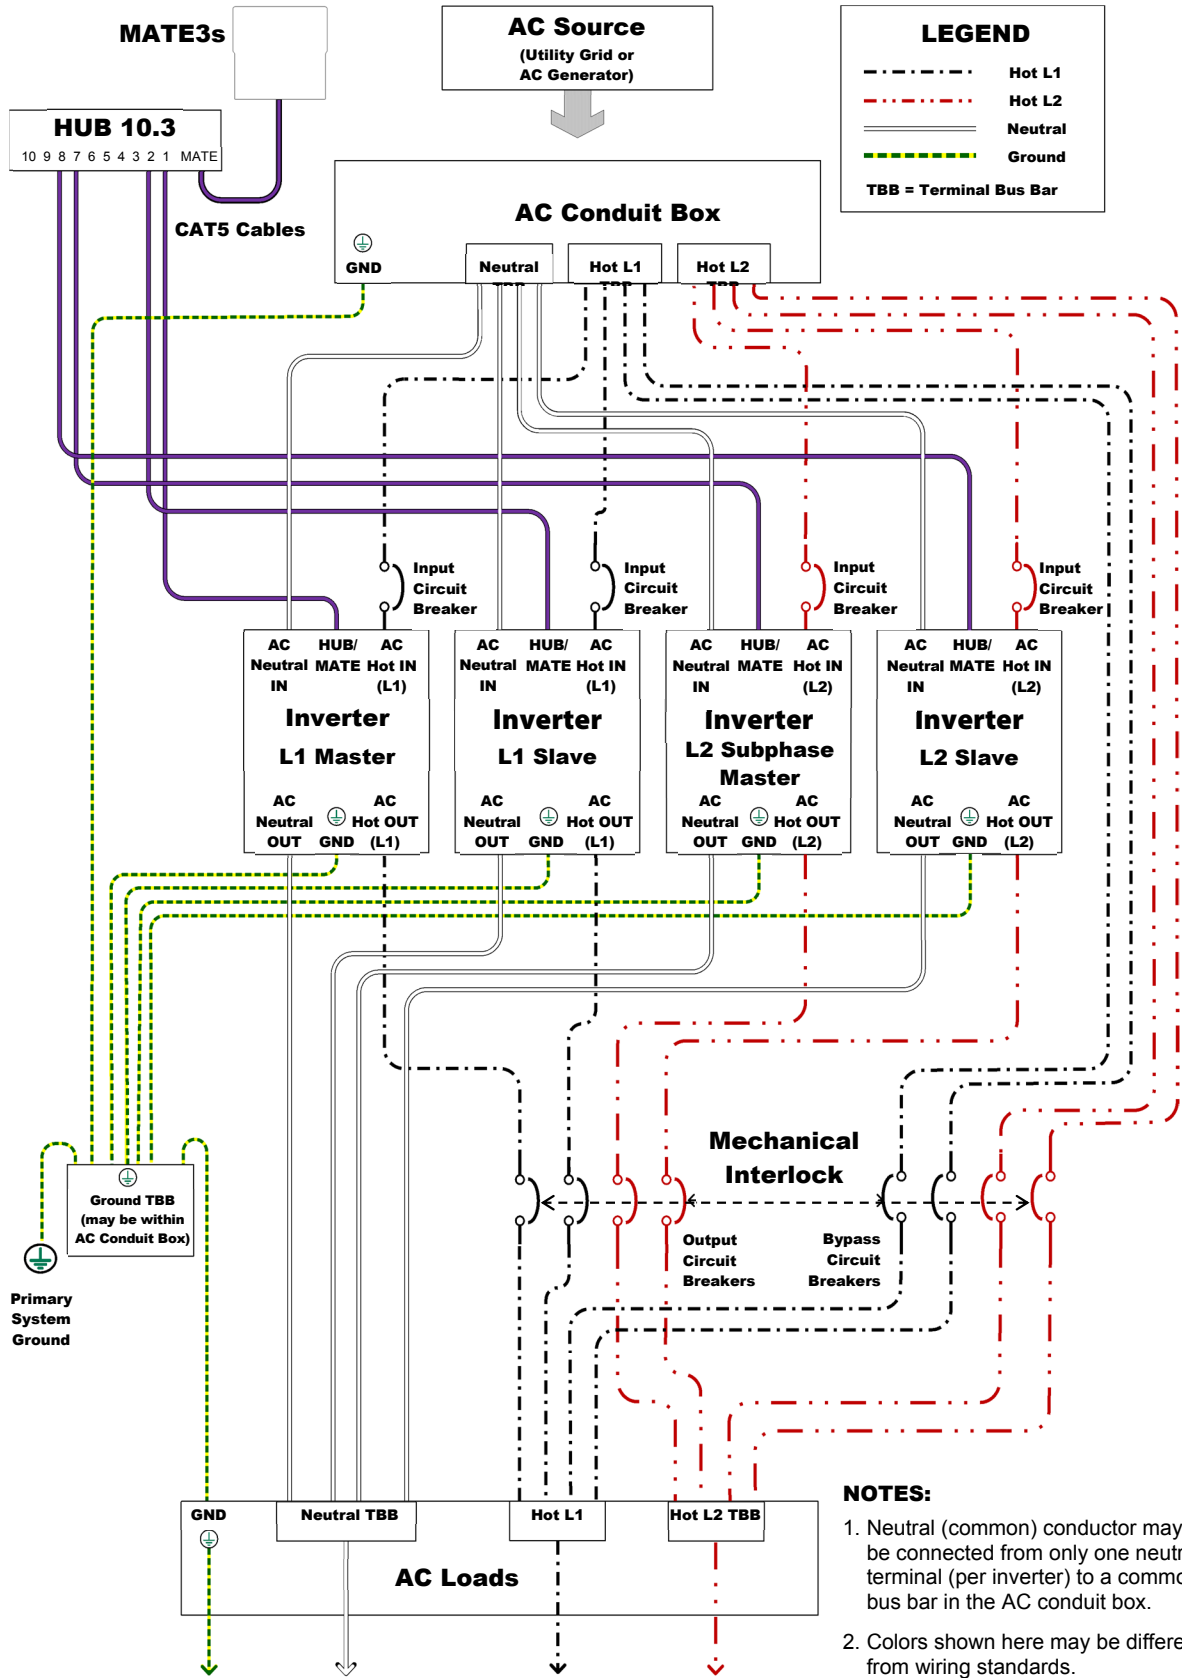 MATE3s
AC Source
(Utility Grid or
AC Generator)
LEGEND
Hot L1
Hot L2
Neutral
Ground
TBB = Terminal Bus Bar
HUB 10.3
10 9 8 7 6 5 4 3 2 1 MATE
CAT5 Cables
AC Conduit Box
GND
Neutral
Hot L1
Hot L2
Input
Circuit
Breaker
Input
Circuit
Breaker
Input
Circuit
Breaker
Input
Circuit
Breaker
AC
Neutral
IN
HUB/
MATE
AC
Hot IN
(L1)
Inverter
L1 Master
AC
Neutral
OUT
GND
AC
Hot OUT
(L1)
AC
Neutral
IN
HUB/
MATE
AC
Hot IN
(L1)
Inverter
L1 Slave
AC
Neutral
OUT
GND
AC
Hot OUT
(L1)
AC
Neutral
IN
HUB/
MATE
AC
Hot IN
(L2)
Inverter
L2 Subphase
Master
AC
Neutral
OUT
GND
AC
Hot OUT
(L2)
AC
Neutral
IN
HUB/
MATE
AC
Hot IN
(L2)
Inverter
L2 Slave
AC
Neutral
OUT
GND
AC
Hot OUT
(L2)
Mechanical
Interlock
Ground TBB
(may be within
AC Conduit Box)
Primary
System
Ground
Output
Circuit
Breakers
Bypass
Circuit
Breakers
GND
Neutral TBB
Hot L1
Hot L2 TBB
AC Loads
NOTES:
1. Neutral (common) conductor may
be connected from only one
terminal (per inverter) to a
bus bar in the AC conduit box.
2. Colors shown here may be
from wiring standards.